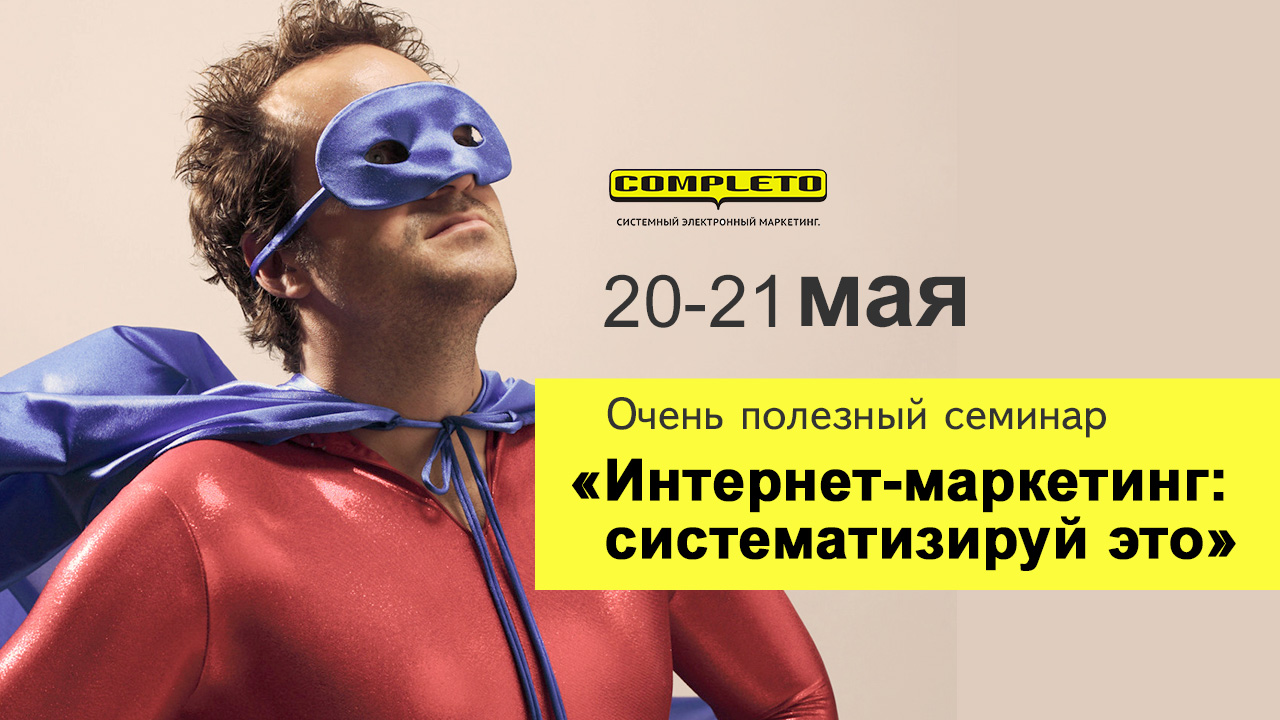 COMPLETO
СИСТЕМНЫЙ ЭЛЕКТРОННЫЙ МАРКЕТИНГ.
20-21 мая
Очень полезный семинар
«Интернет-маркетинг:
систематизируй это»